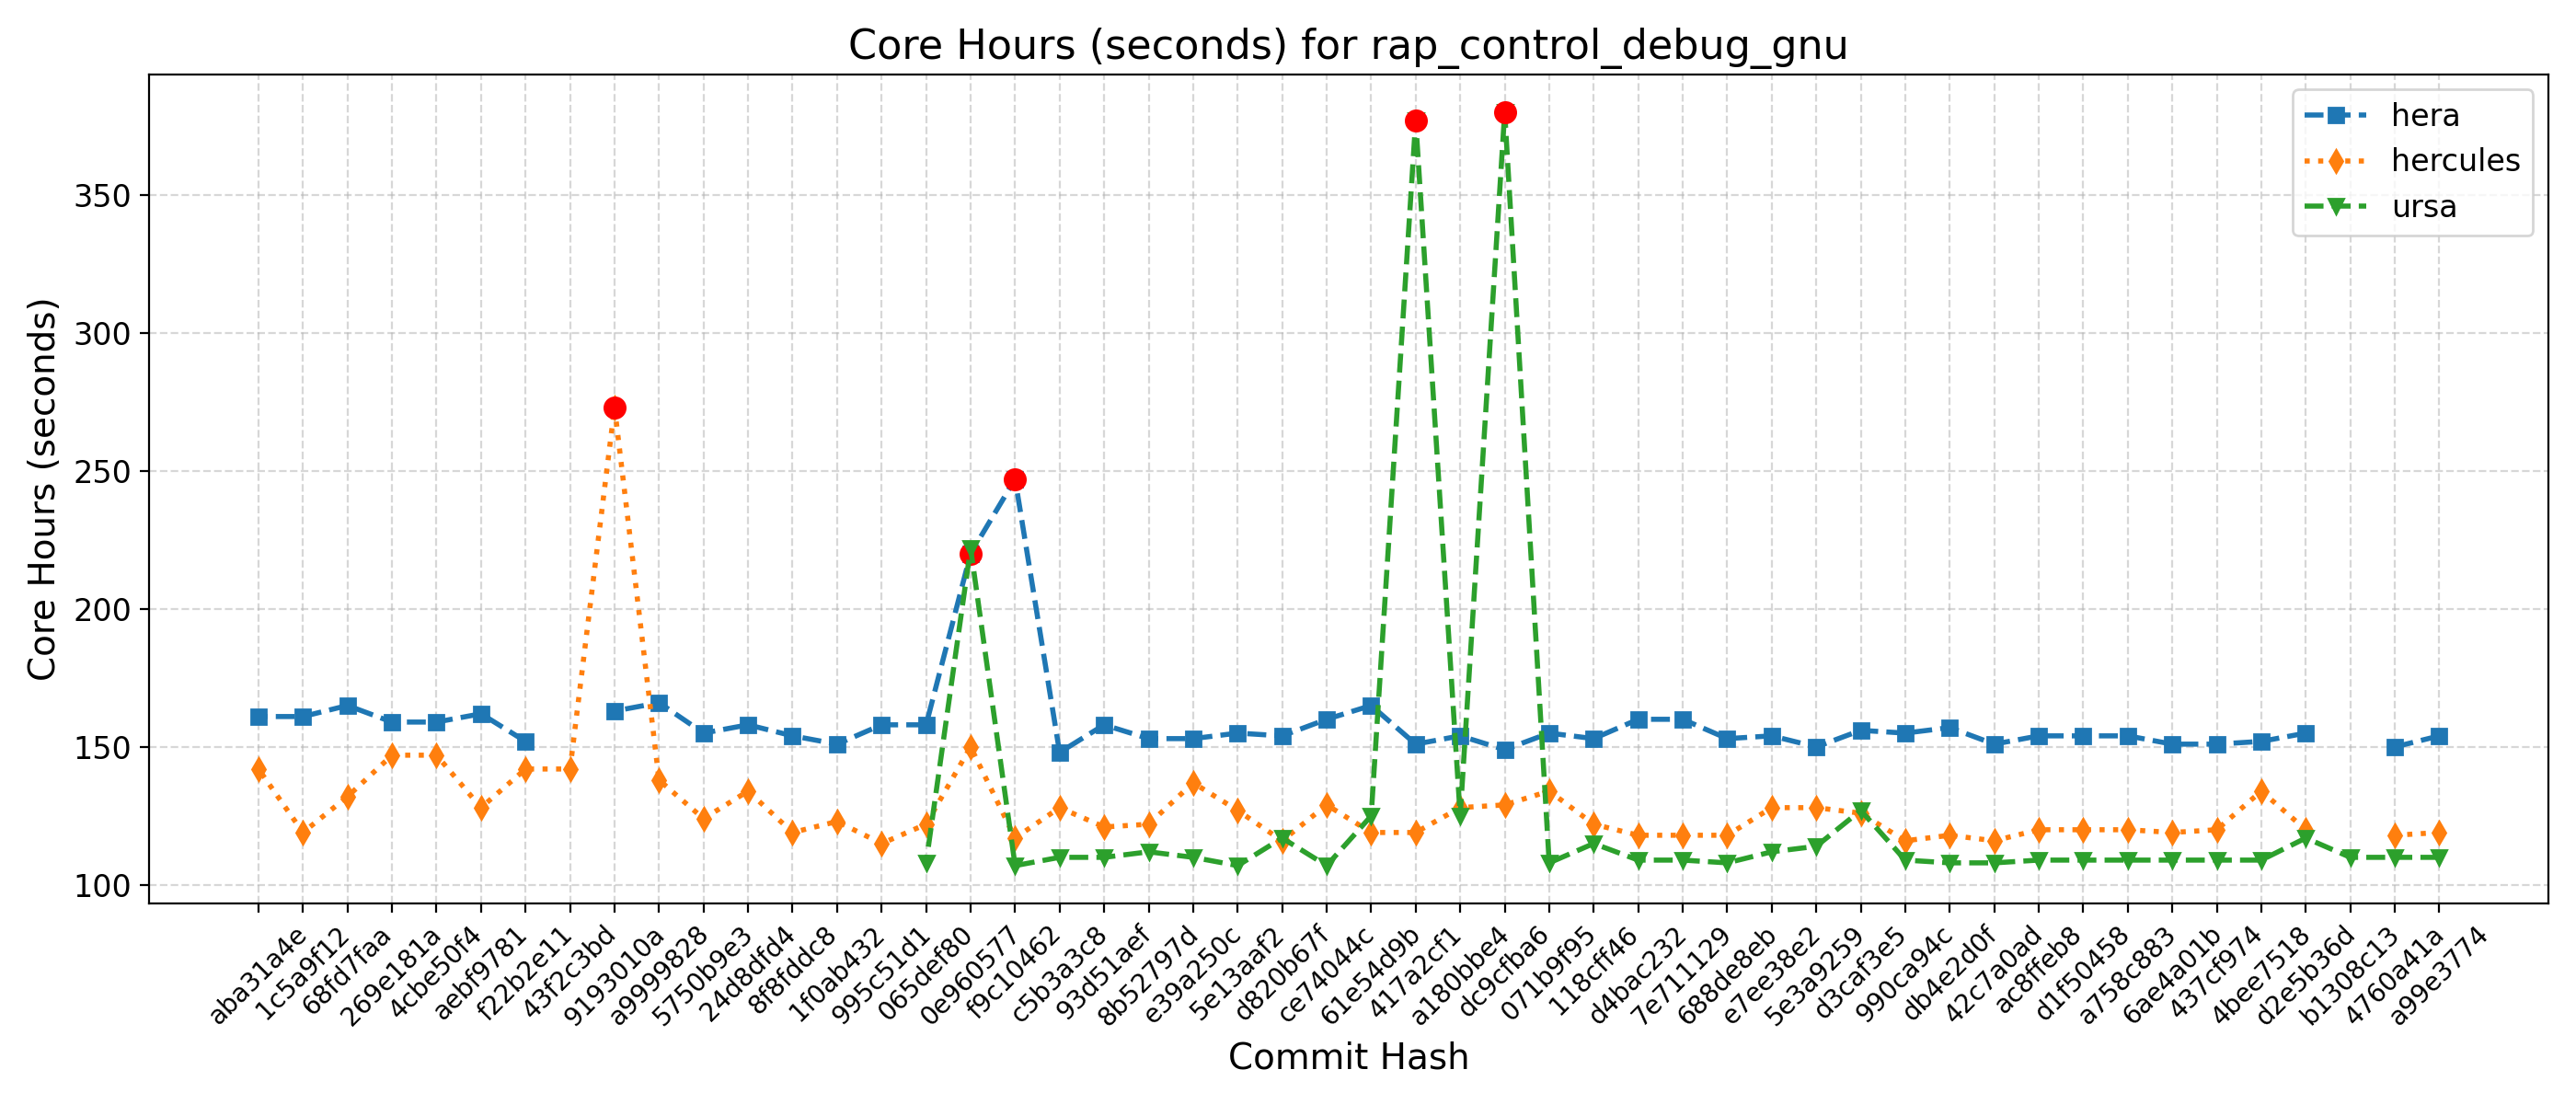 Core Hours (seconds) for rap_control_debug_gnu
hera
hercules
ursa
Core Hours (seconds)
350
300
250
200
150
100
aba31a4e
1c5a9f12
68fd7faa
269e181a
4cbe50f4
aebf9781
f22b2e11
43f2c3bd
9193010a
a9999828
5750b9e3
24d8dfd4
8f8fddc8
1f0ab432
995c51d1
065def80
0e960577
f9c10462
c5b3a3c8
93d51aef
8b52797d
e39a250c
5e13aaf2
d820b67f
ce74044c
61e54d9b
417a2cf1
a180bbe4
dc9cfba6
071b9f95
118cff46
d4bac232
7e711129
688de8eb
e7ee38e2
5e3a9259
d3caf3e5
990ca94c
db4e2d0f
42c7a0ad
ac8ffeb8
d1f50458
a758c883
6ae4a01b
437cf974
4bee7518
d2e5b36d
b1308c13
4760a41a
a99e3774
Commit Hash